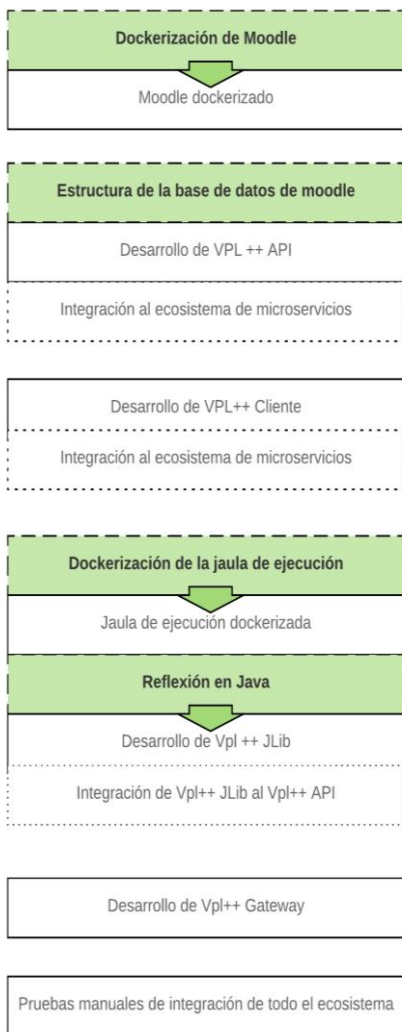 Dockerización de Moodle
Moodle dockerizado
Estructura de la base de datos de moodle
Desarrollo de VPL ++ API
Integración al ecosistema de microservicios
Desarrollo de VPL++ Cliente
Integración al ecosistema de microservicios
Dockerización de la jaula de ejecución
Jaula de ejecución dockerizada
Reflexión en Java
Desarrollo de Vpl ++ JLib
Integración de Vpl++ JLib al Vpl++ API
Desarrollo de Vpl++ Gateway
Pruebas manuales de integración de todo el ecosistema